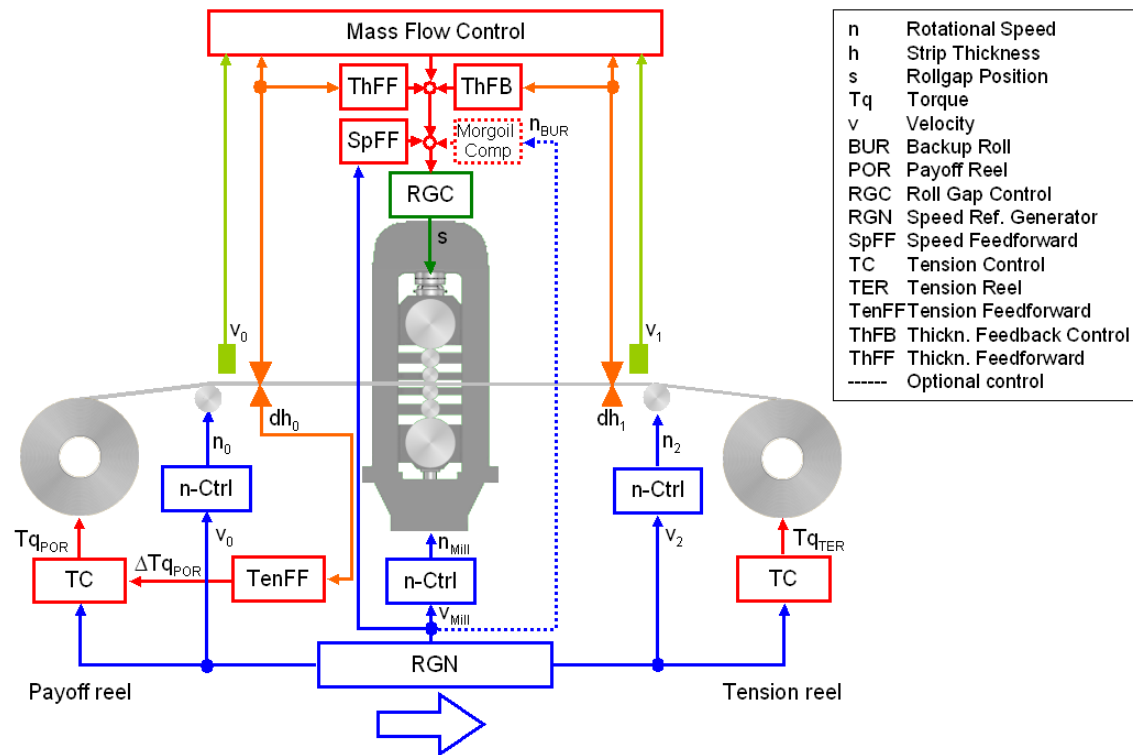 Mass Flow Control
ThFF
ThFB
SpFF
Morgoil
Comp
n_BUR
RGC
s
v_0
v_1
dh_0
dh_1
n_0
n_2
n-Ctrl
n-Ctrl
Tq_POR
v_0
n_Mill
v_2
Tq_TER
TC
ΔTq_POR
TenFF
n-Ctrl
TC
v_Mill
RGN
Payoff reel
Tension reel
n Rotational Speed
h Strip Thickness
s Rollgap Position
Tq Torque
v Velocity
BUR Backup Roll
POR Payoff Reel
RGC Roll Gap Control
RGN Speed Ref. Generator
SpFF Speed Feedforward
TC Tension Control
TER Tension Reel
TenFF Tension Feedforward
ThFB Thickn. Feedback Control
ThFF Thickn. Feedforward
------ Optional control